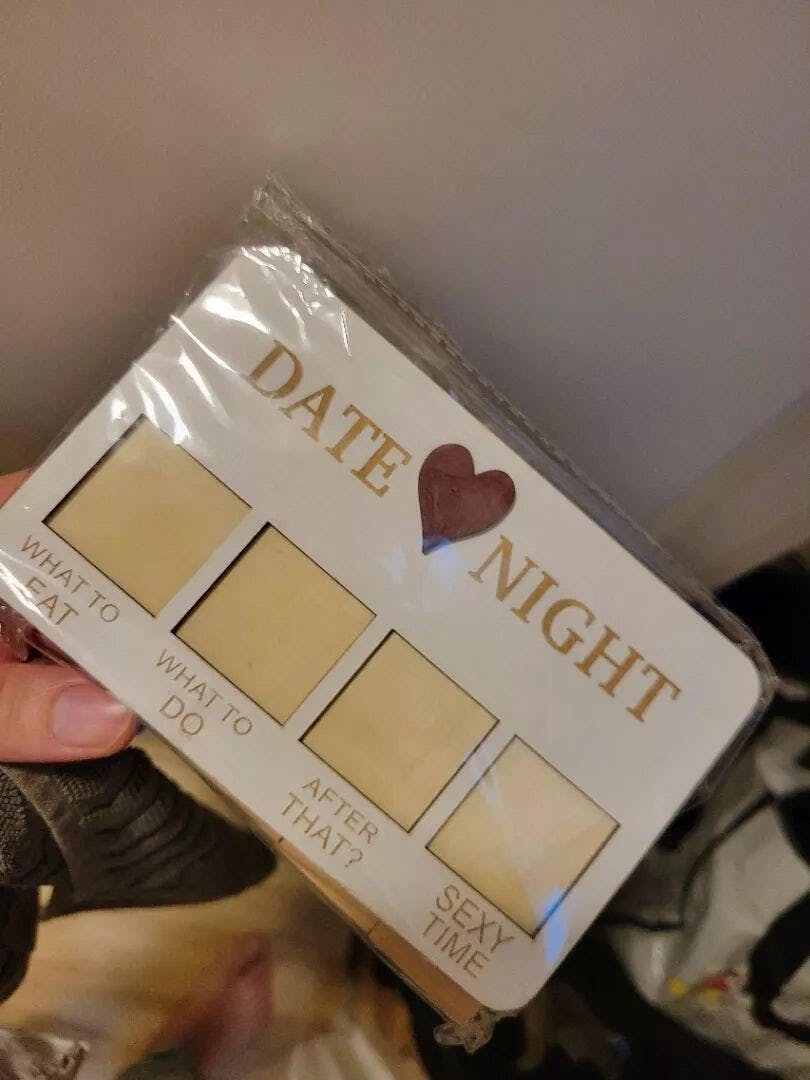 DATE NIGHT
WHAT TO
EAT
WHAT TO
DO
AFTER
THAT?
SEXY
TIME